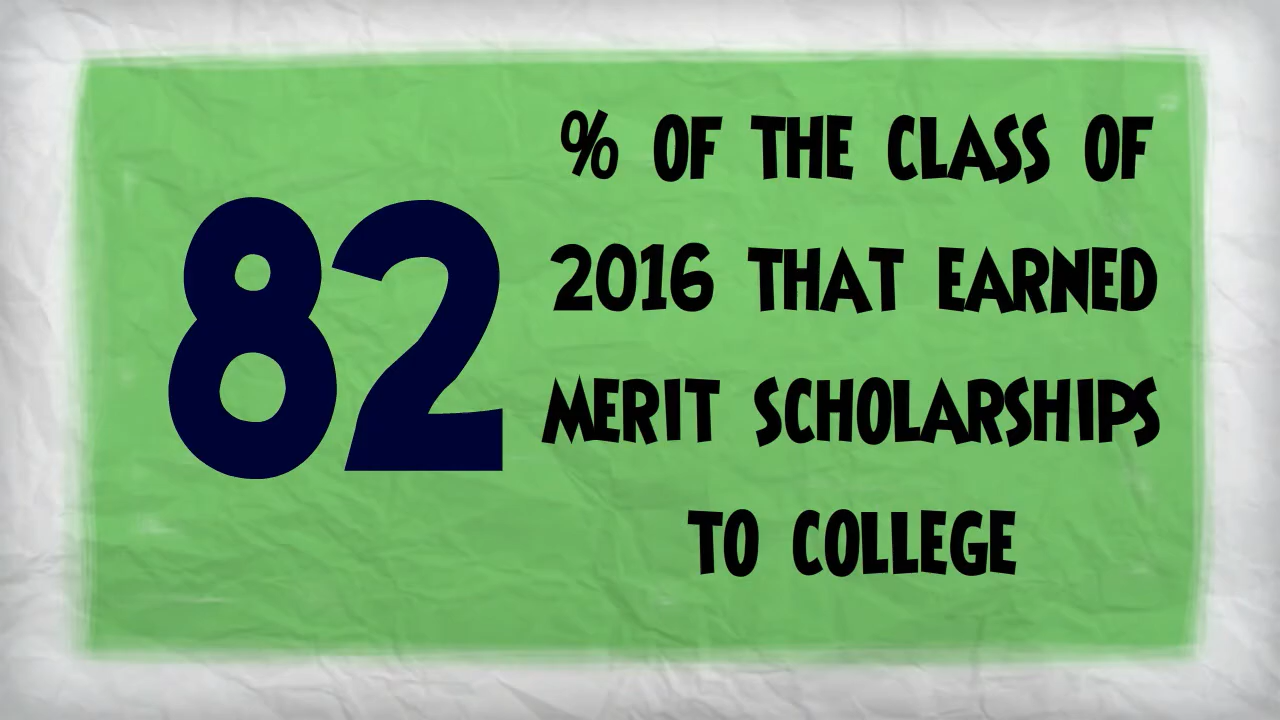 82
% OF THE CLASS OF
2016 THAT EARNED
MERIT SCHOLARSHIPS
TO COLLEGE